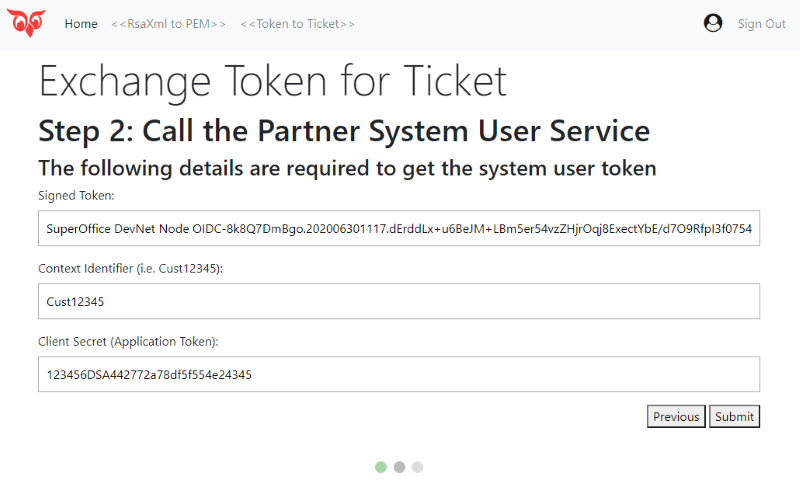 Home <<RsaXml to PEM>> <<Token to Ticket>> Sign Out
Exchange Token for Ticket
Step 2: Call the Partner System User Service
The following details are required to get the system user token
Signed Token:
SuperOffice DevNet Node OIDC-8k8Q7DmBgo.202006301117.dErddLx+u6BeJM+LBm5er54vzZHjrOqj8ExectYbE/d7O9RfpI3f0754
Context Identifier (i.e. Cust12345):
Cust12345
Client Secret (Application Token):
123456DSA442772a78df5f554e24345
Previous Submit